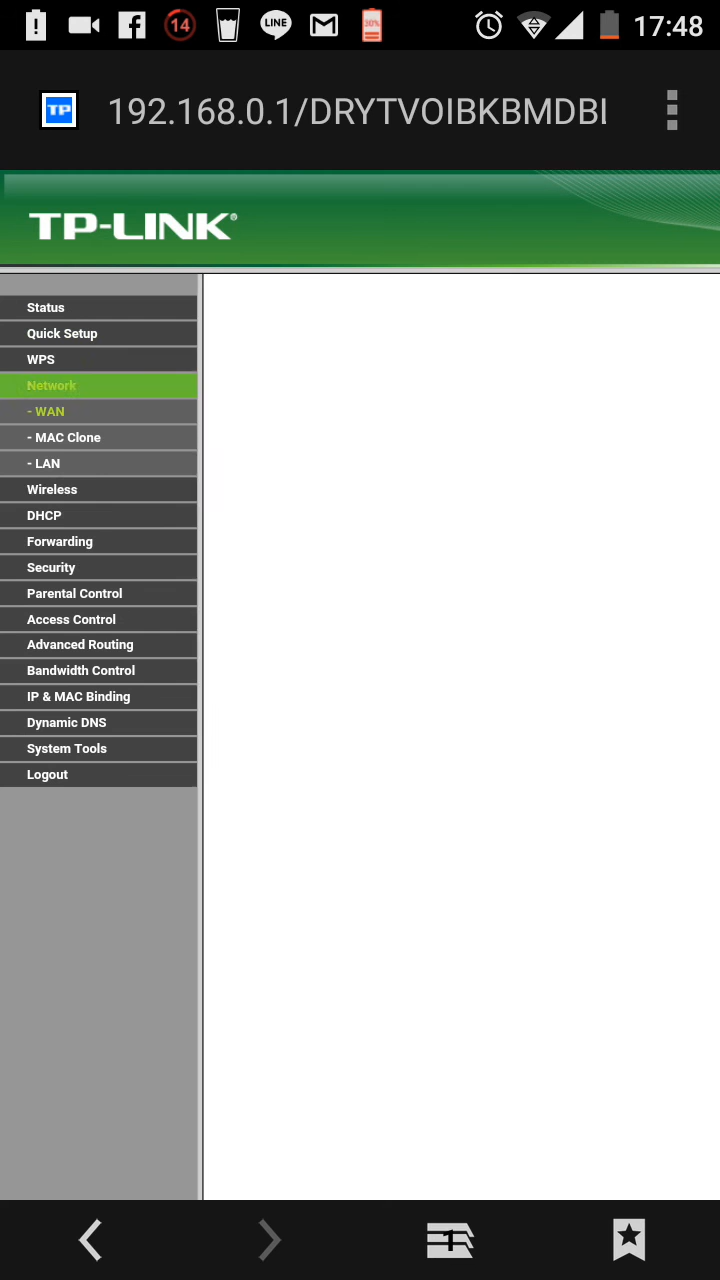 14
LINE
30%
17:48
TP
192.168.0.1/DRYTVOIBKBMDBI
TP-LINK®
Status
Quick Setup
WPS
Network
- WAN
- MAC Clone
- LAN
Wireless
DHCP
Forwarding
Security
Parental Control
Access Control
Advanced Routing
Bandwidth Control
IP & MAC Binding
Dynamic DNS
System Tools
Logout
1